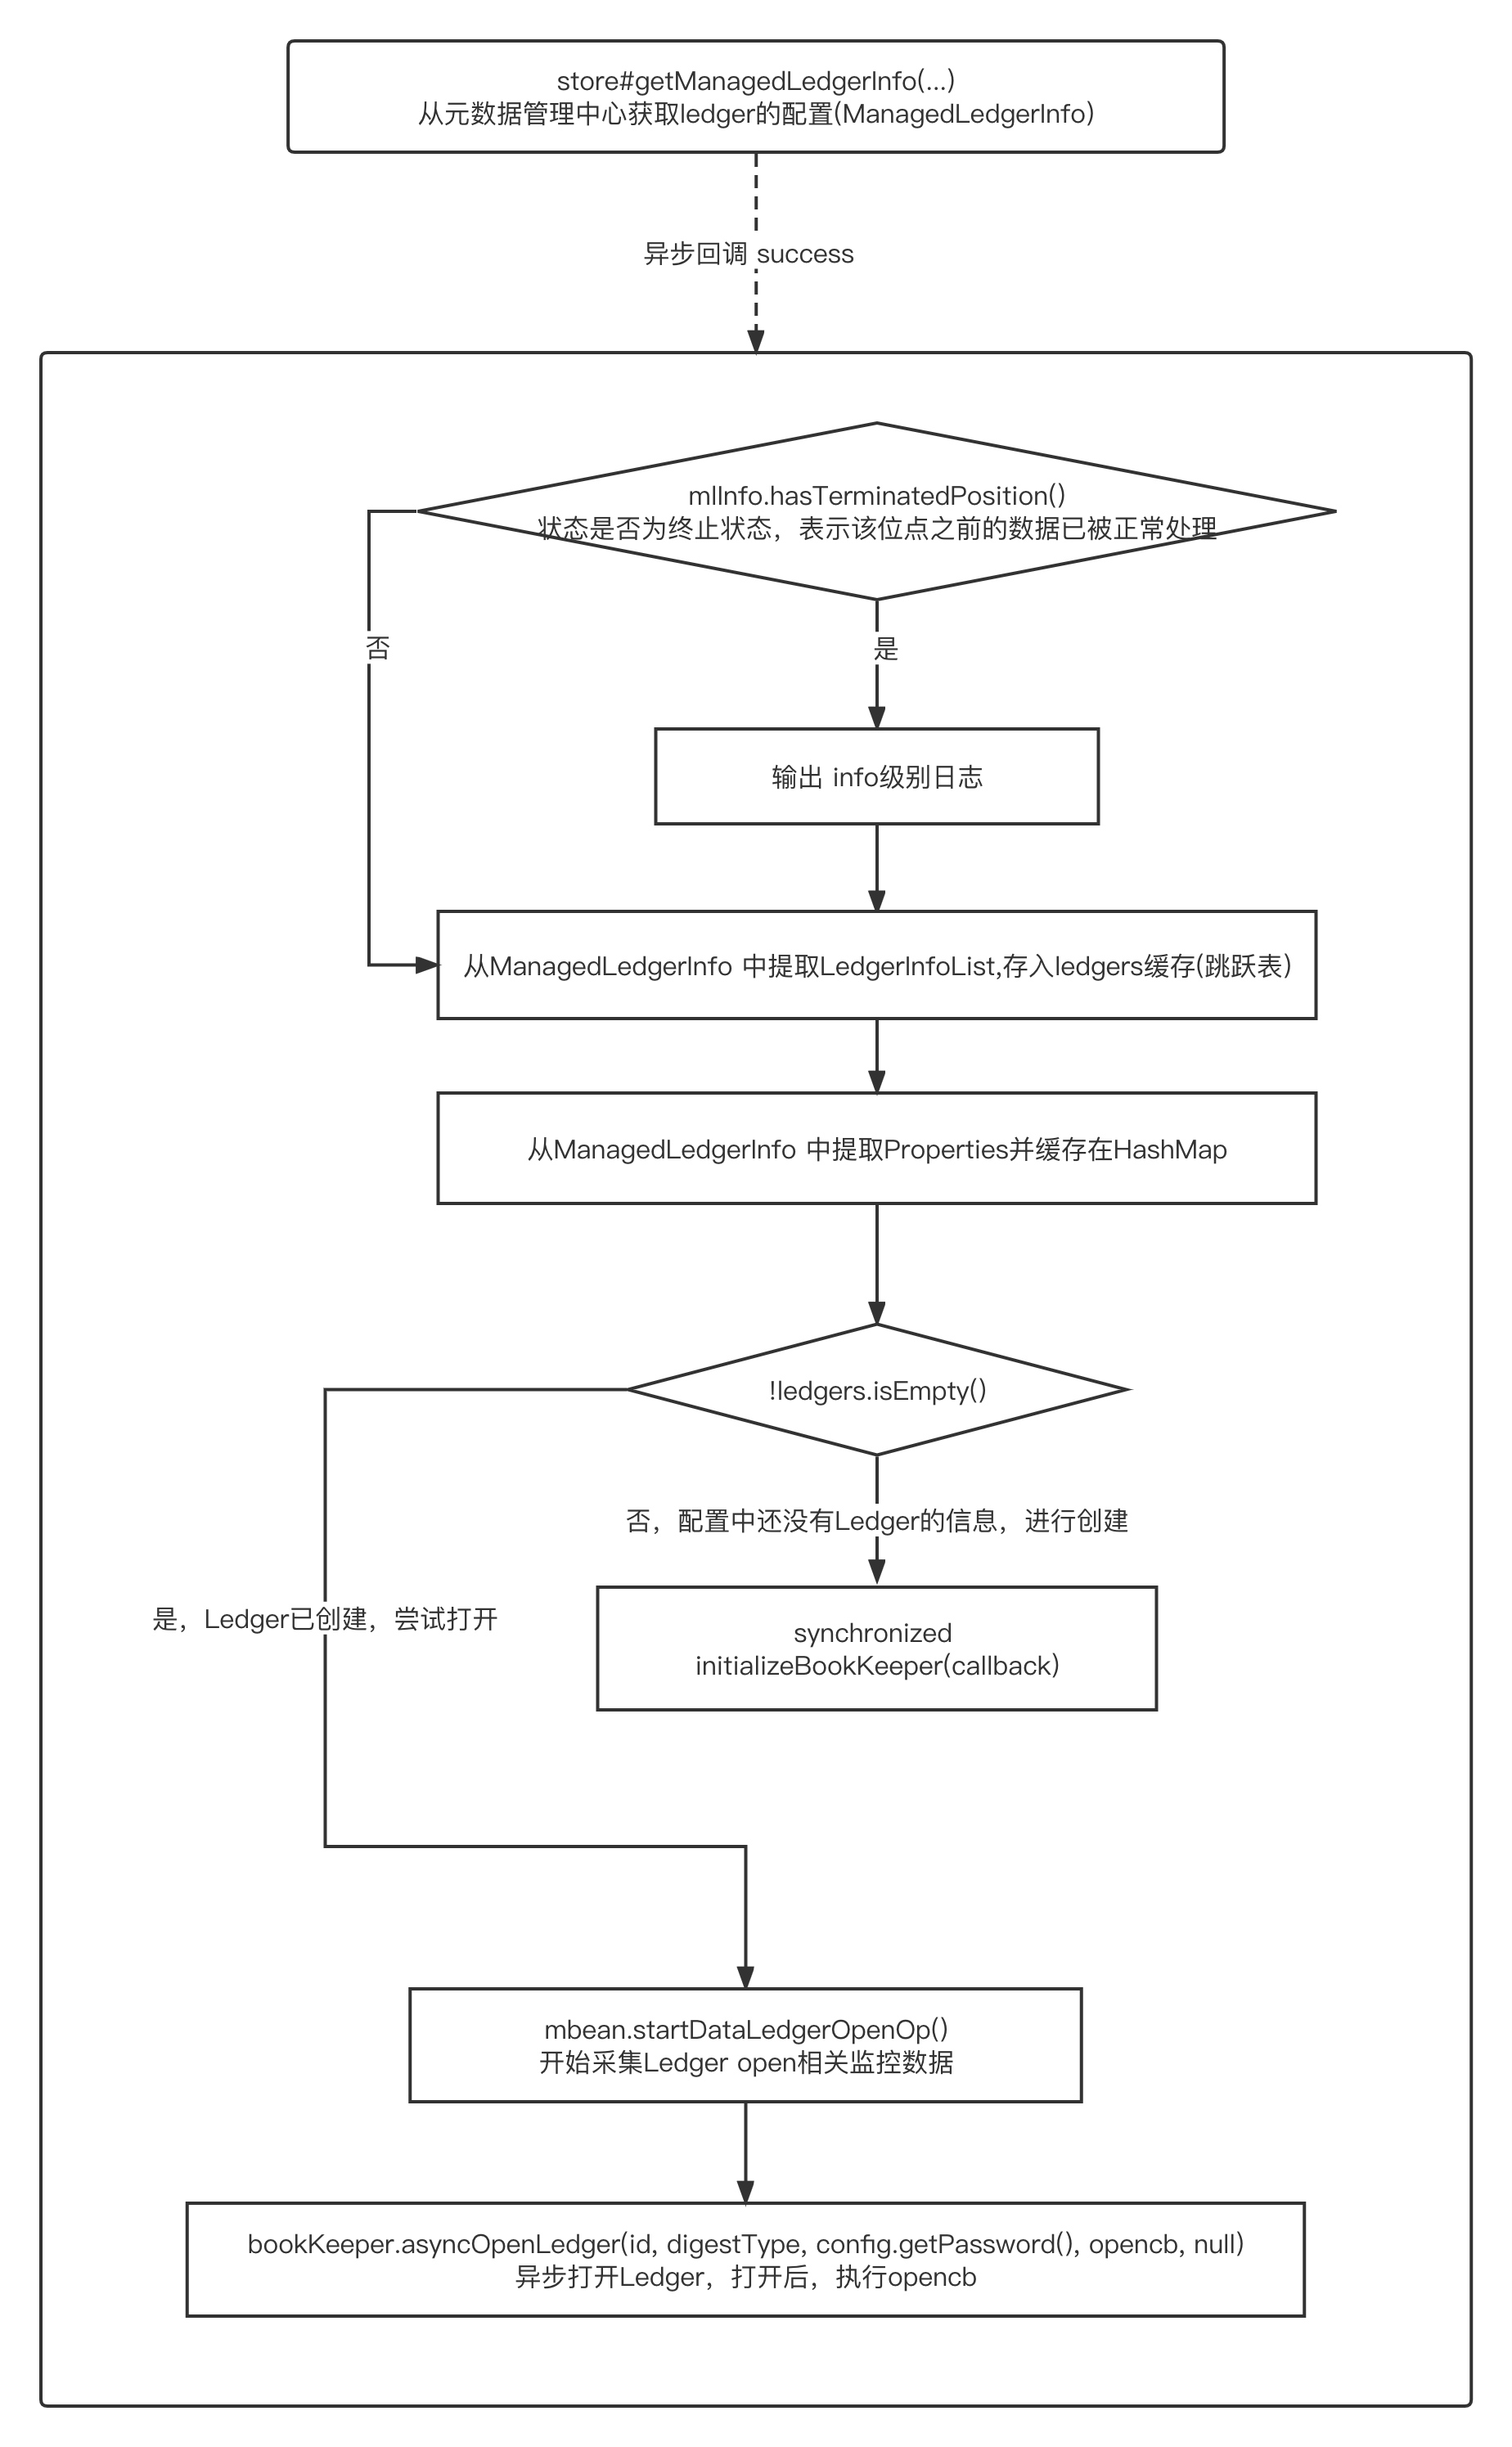 store#getManagedLedgerInfo(...)
从元数据管理中心获取ledger的配置(ManagedLedgerInfo)
异步回调 success
mlInfo.hasTerminatedPosition()
状态是否为终止状态，表示该位点之前的数据已被正常处理
否
是
输出 info级别日志
从ManagedLedgerInfo 中提取LedgerInfoList,存入ledgers缓存(跳跃表)
从ManagedLedgerInfo 中提取Properties并缓存在HashMap
!ledgers.isEmpty()
否，配置中还没有Ledger的信息，进行创建
是，Ledger已创建，尝试打开
synchronized
initializeBookKeeper(callback)
mbean.startDataLedgerOpenOp()
开始采集Ledger open相关监控数据
bookKeeper.asyncOpenLedger(id, digestType, config.getPassword(), opencb, null)
异步打开Ledger，打开后，执行opencb